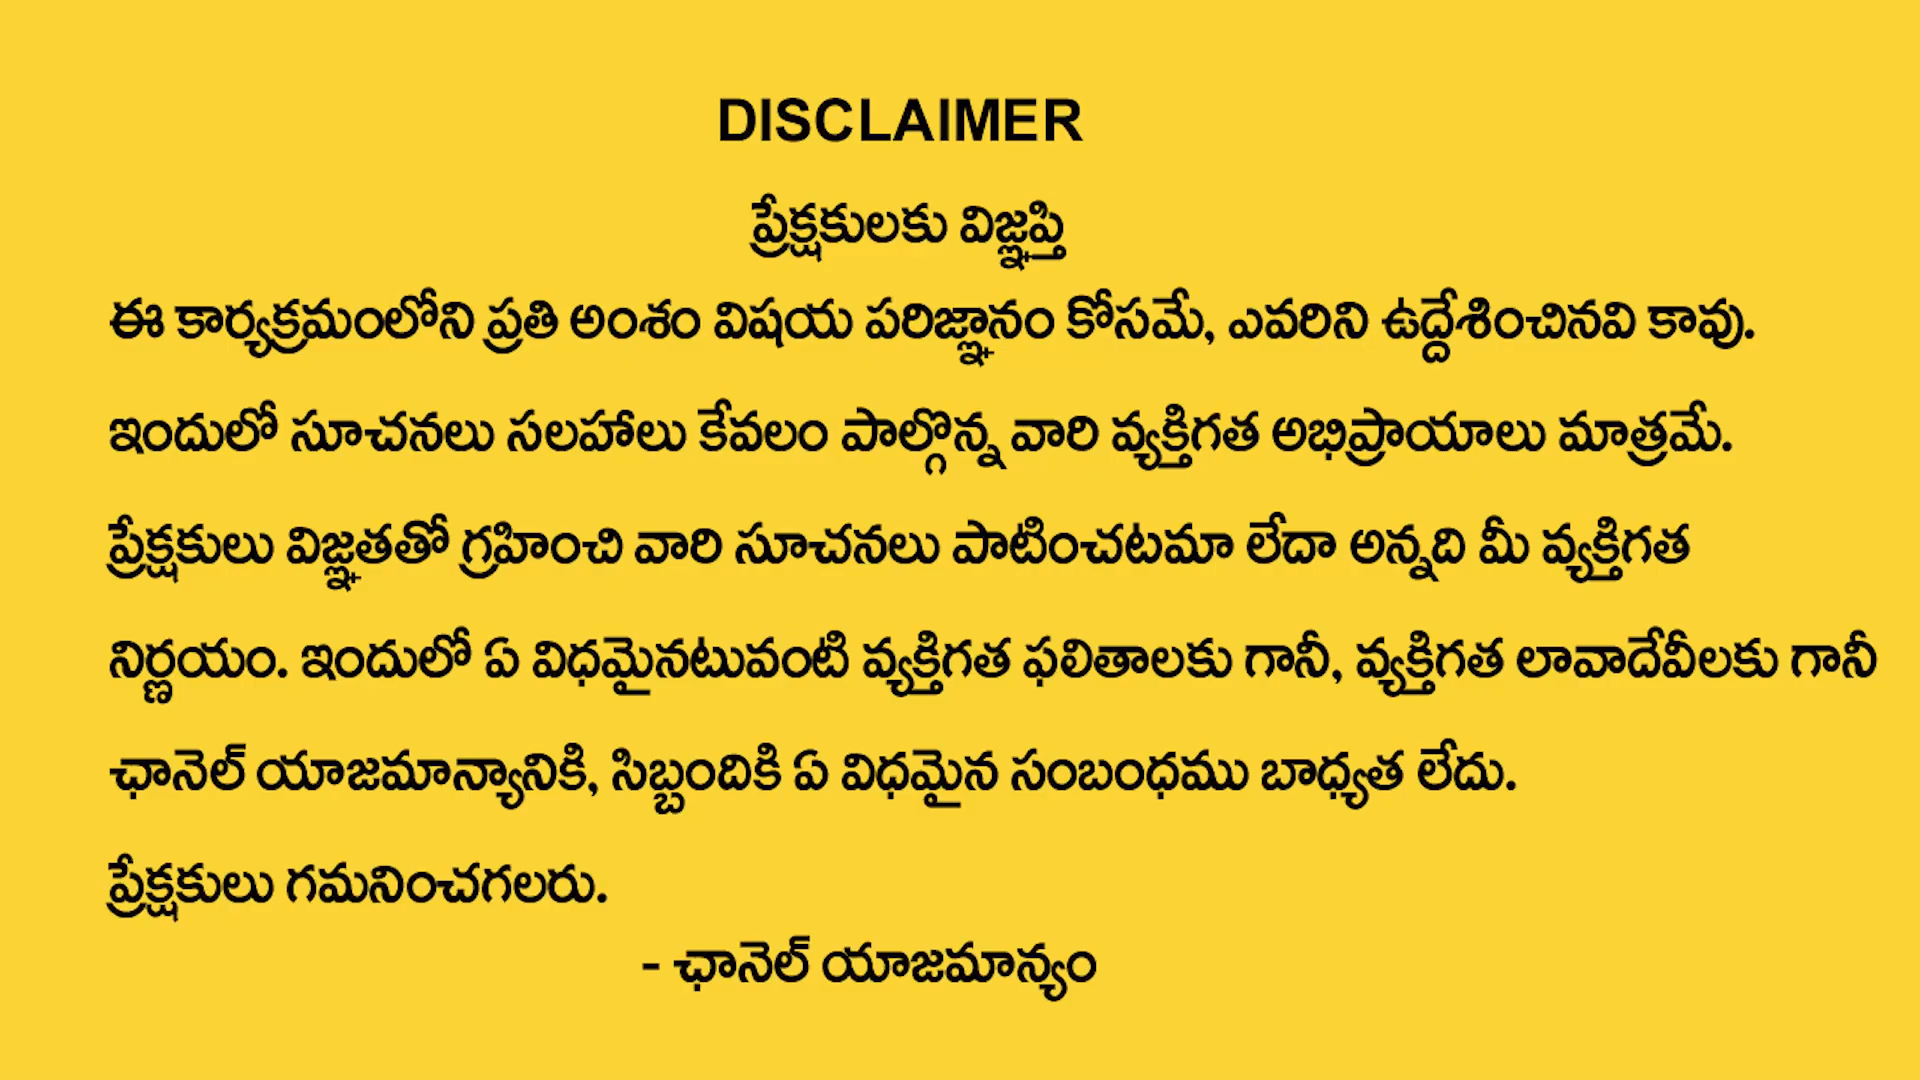 DISCLAIMER
ప్రేక్షకులకు విజ్ఞప్తి
ఈ కార్యక్రమంలోని ప్రతి అంశం విషయ పరిజ్ఞానం కోసమే, ఎవరిని ఉద్దేశించినవి కావు.
ఇందులో సూచనలు సలహాలు కేవలం పాల్గొన్న వారి వ్యక్తిగత అభిప్రాయాలు మాత్రమే.
ప్రేక్షకులు విజ్ఞతతో గ్రహించి వారి సూచనలు పాటించటమా లేదా అన్నది మీ వ్యక్తిగత
నిర్ణయం. ఇందులో ఏ విధమైనటువంటి వ్యక్తిగత ఫలితాలకు గానీ, వ్యక్తిగత లావాదేవీలకు గానీ
ఛానెల్ యాజమాన్యానికి, సిబ్బందికి ఏ విధమైన సంబంధము బాధ్యత లేదు.
ప్రేక్షకులు గమనించగలరు.
- ఛానెల్ యాజమాన్యం